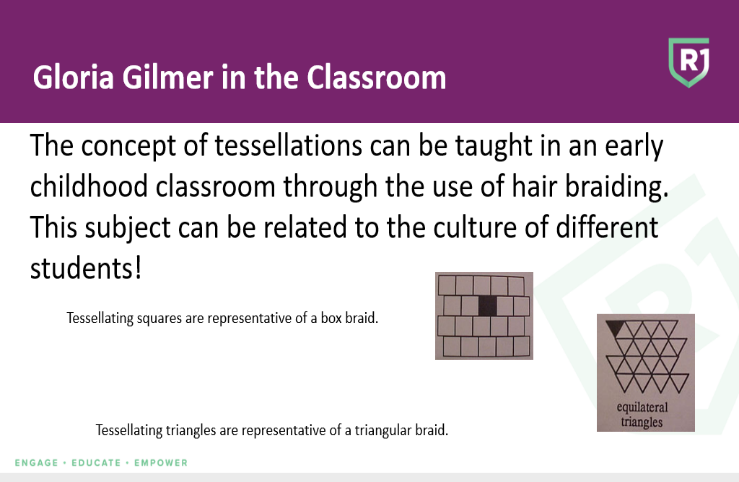 Gloria Gilmer in the Classroom
R1
The concept of tessellations can be taught in an early
childhood classroom through the use of hair braiding.
This subject can be related to the culture of different
students!
Tessellating squares are representative of a box braid.
equilateral
triangles
Tessellating triangles are representative of a triangular braid.
ENGAGE • EDUCATE • EMPOWER